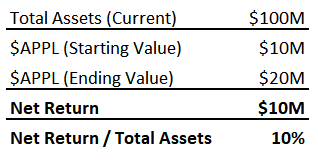 Total Assets (Current) $100M
$APPL (Starting Value) $10M
$APPL (Ending Value) $20M
Net Return $10M
Net Return / Total Assets 10%